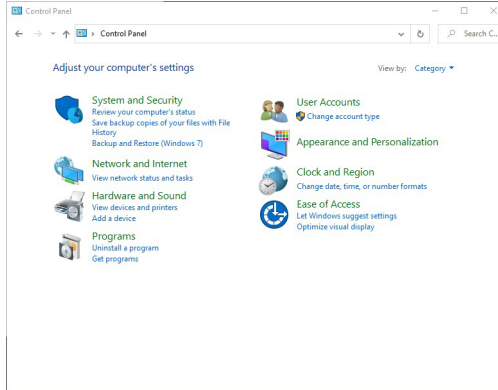 Control Panel
Control Panel
Search C...
Adjust your computer's settings
View by: Category
System and Security
Review your computer's status
Save backup copies of your files with File
History
Backup and Restore (Windows 7)
Network and Internet
View network status and tasks
Hardware and Sound
View devices and printers
Add a device
Programs
Uninstall a program
Get programs
User Accounts
Change account type
Appearance and Personalization
Clock and Region
Change date, time, or number formats
Ease of Access
Let Windows suggest settings
Optimize visual display